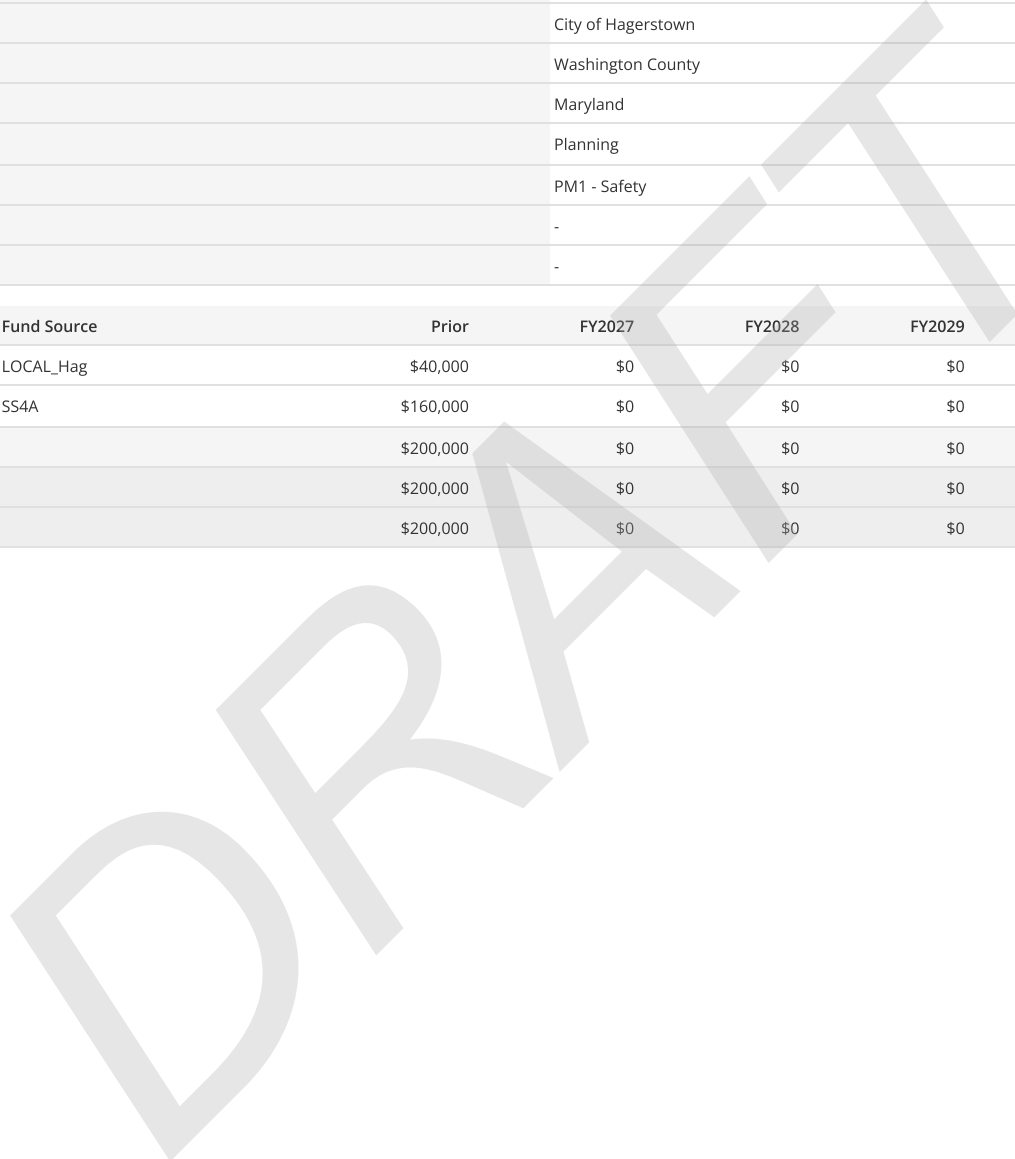 City of Hagerstown
Washington County
Maryland
Planning
PM1 - Safety
-
-
Fund Source Prior FY2027 FY2028 FY2029
LOCAL_Hag $40,000 $0 $0 $0
SS4A $160,000 $0 $0 $0
$200,000 $0 $0 $0
$200,000 $0 $0 $0
$200,000 $0 $0 $0
DRAFT